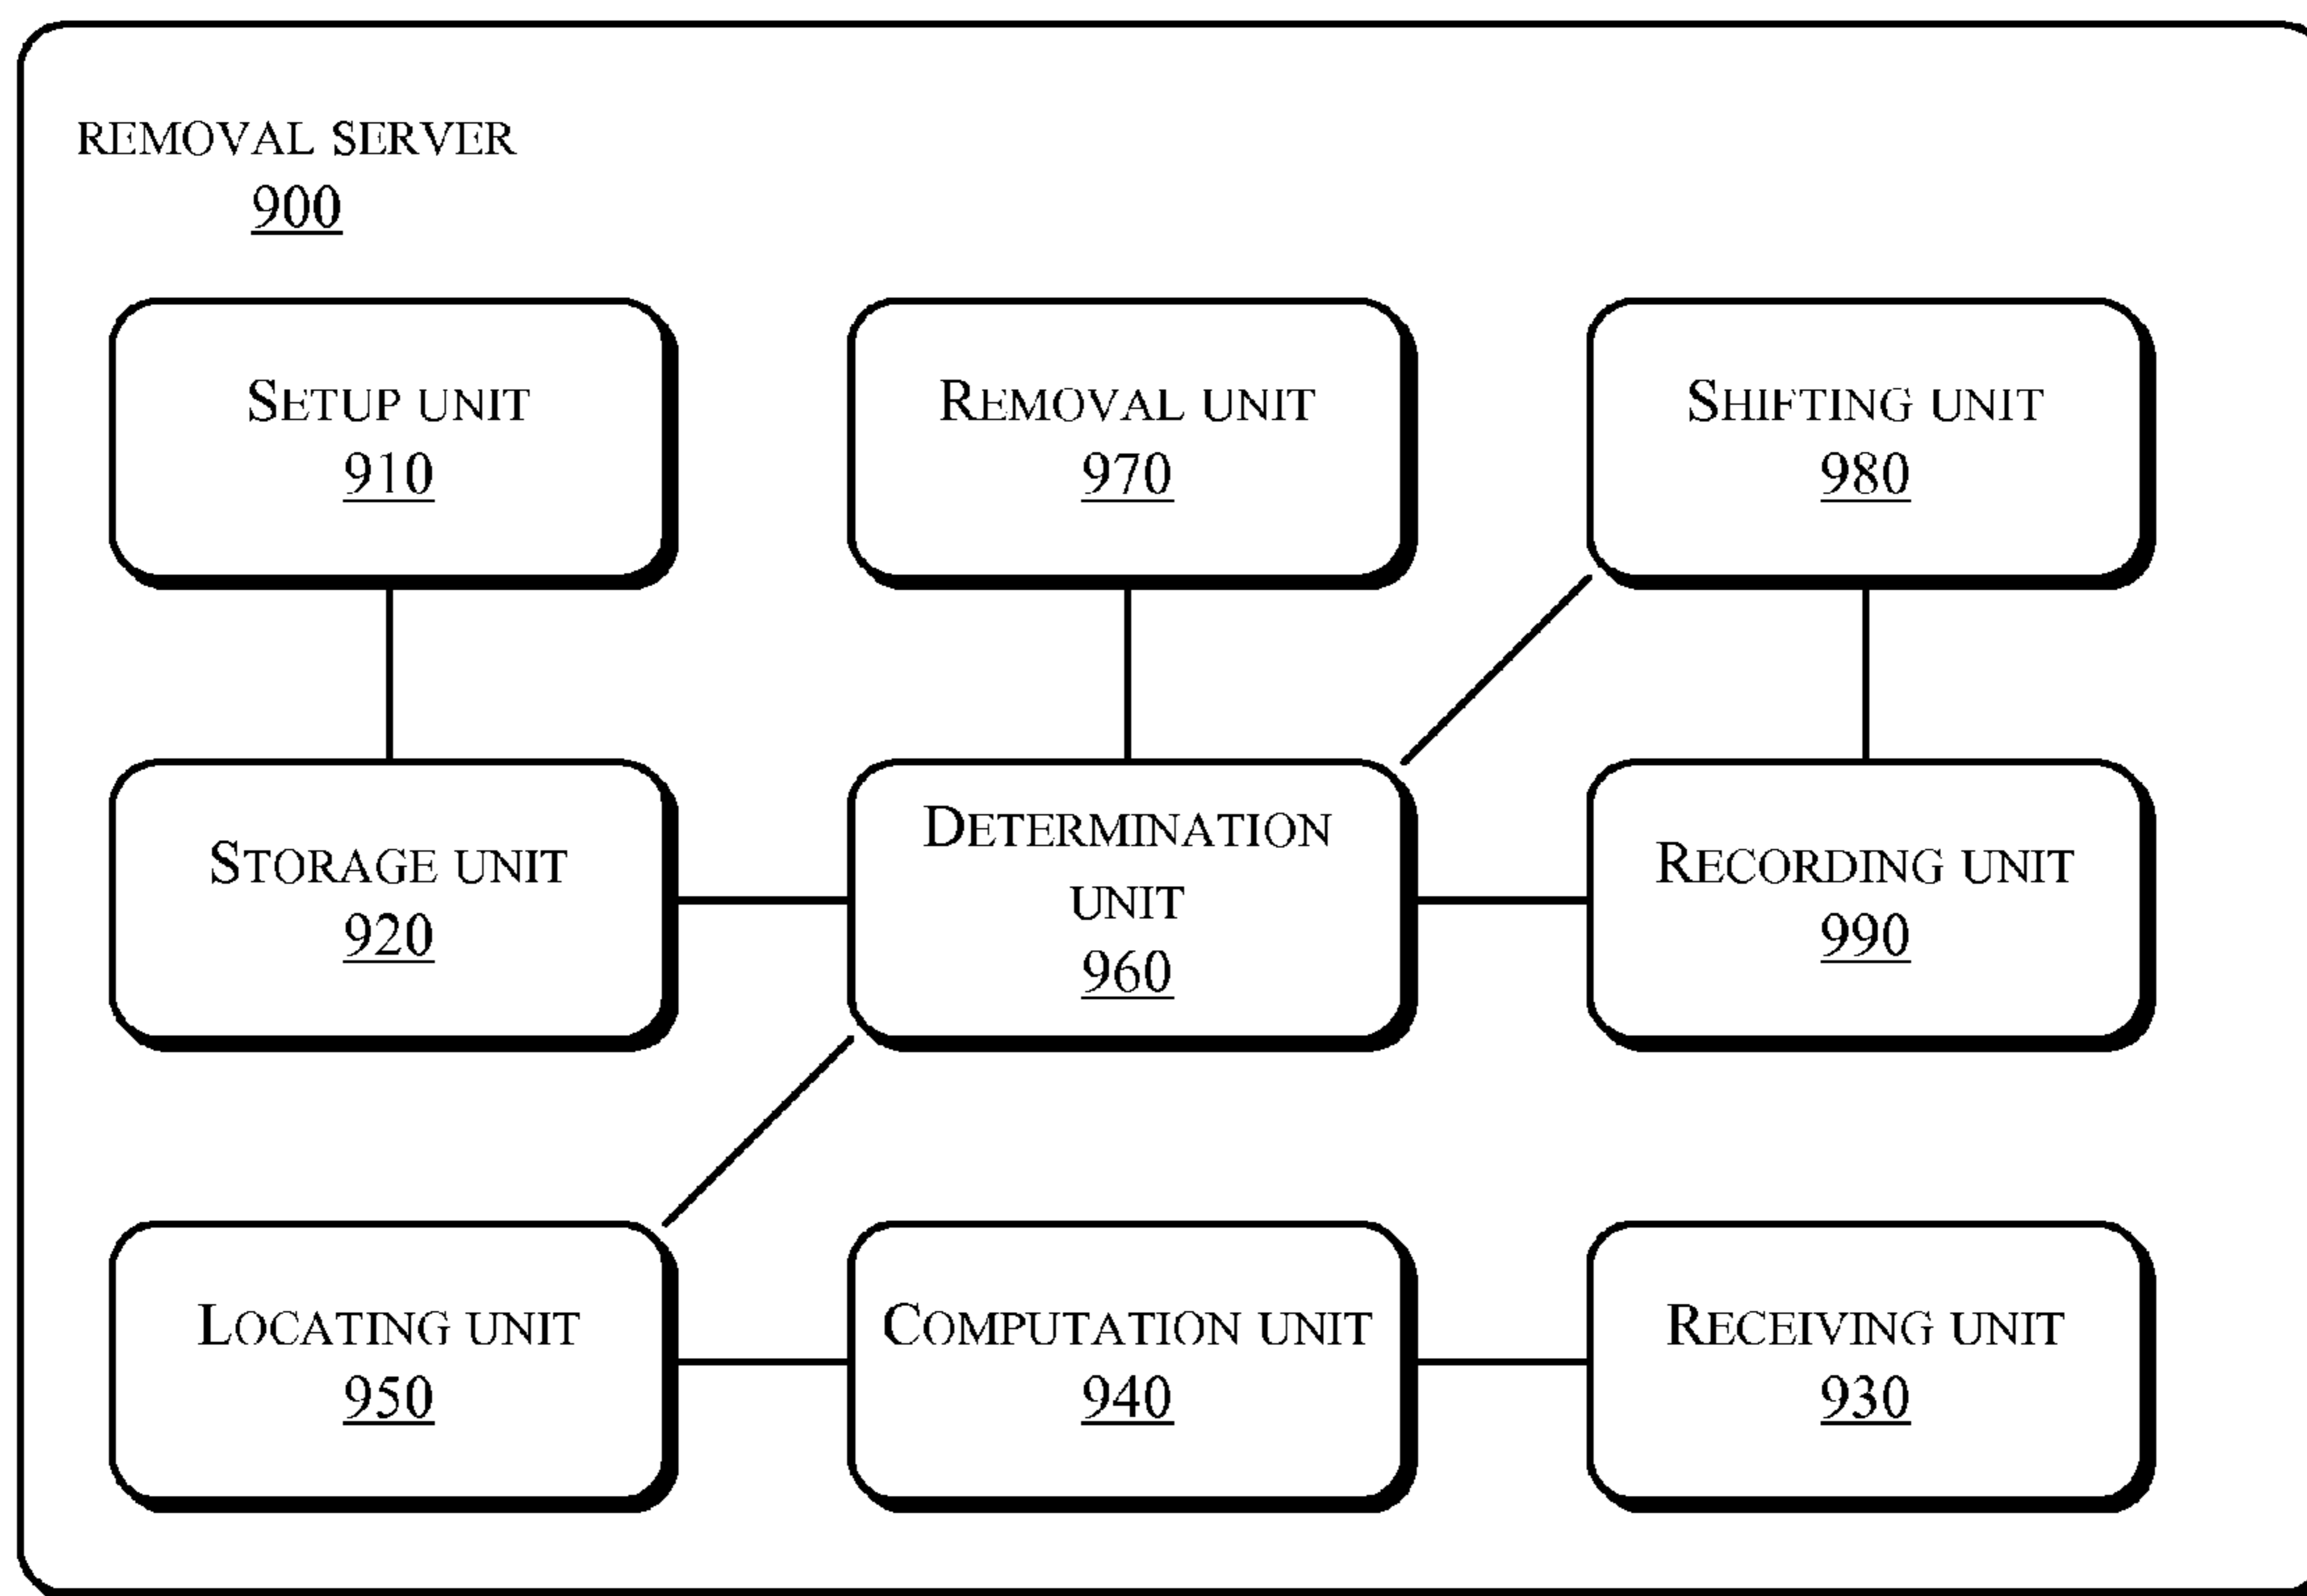 REMOVAL SERVER
900
SETUP UNIT
910
REMOVAL UNIT
970
SHIFTING UNIT
980
STORAGE UNIT
920
DETERMINATION
UNIT
960
RECORDING UNIT
990
LOCATING UNIT
950
COMPUTATION UNIT
940
RECEIVING UNIT
930